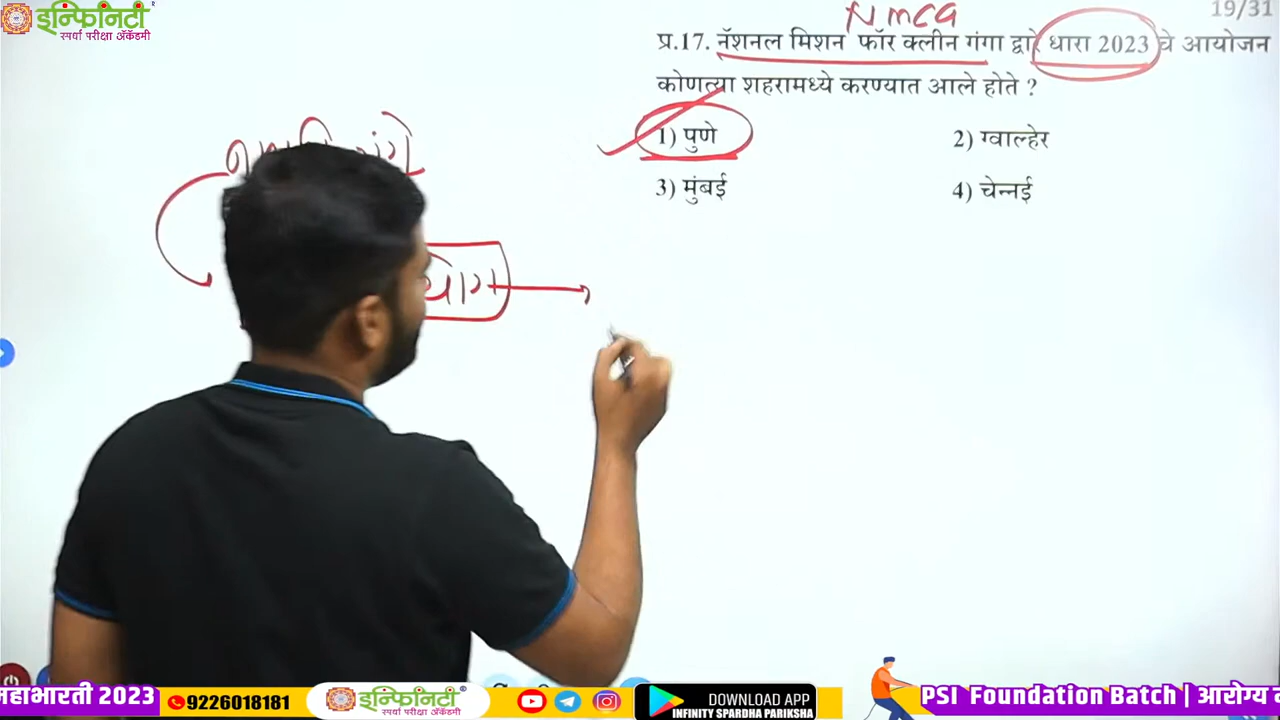 इन्फिनिटी
स्पर्धा परीक्षा अ‍ॅकॅडमी
19/31
NMCG
प्र.17. नॅशनल मिशन फॉर क्लीन गंगा द्वारे धारा 2023 चे आयोजन
कोणत्या शहरामध्ये करण्यात आले होते ?
1) पुणे
2) ग्वाल्हेर
3) मुंबई
4) चेन्नई
महाभारती 2023
9226018181
इन्फिनिटी
स्पर्धा परीक्षा अ‍ॅकॅडमी
DOWNLOAD APP
INFINITY SPARDHA PARIKSHA
PSI Foundation Batch | आरोग्य